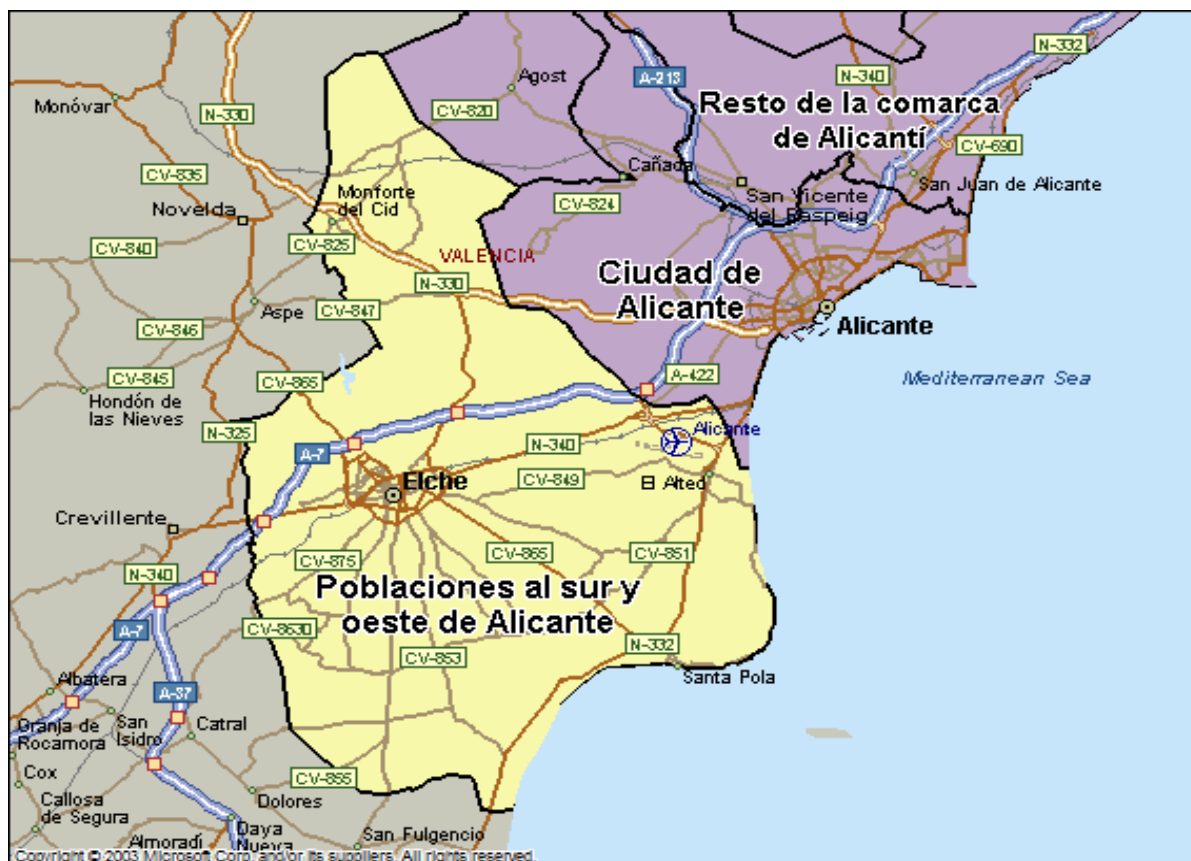 N-332
A-213
N-340
Agost
Monóvar
Resto de la comarca
de Alicantí
N-330
CV-820
CV-690
Cañada
CV-835
San Juan de Alicante
Monforte
del Cid
San Vicente
del Raspeig
CV-824
Novelda
CV-840
CV-825
VALENCIA
Ciudad de
Alicante
N-330
Aspe
CV-847
CV-846
Alicante
A-422
Mediterranean Sea
CV-845
CV-865
Hondón de
las Nieves
N-325
Alicante
N-340
A-7
Elche
CV-849
El Alted
Crevillente
CV-865
CV-851
CV-875
N-340
Poblaciones al sur y
oeste de Alicante
A-7
CV-8630
N-332
CV-853
Santa Pola
Albatera
A-37
San
Isidro
Catral
Granja de
Rocamora
Cox
CV-855
Dolores
Callosa
de Segura
Daya
Nueva
Almoradí
San Fulgencio
Copyright © 2003 Microsoft Corp. and/or its suppliers. All rights reserved.